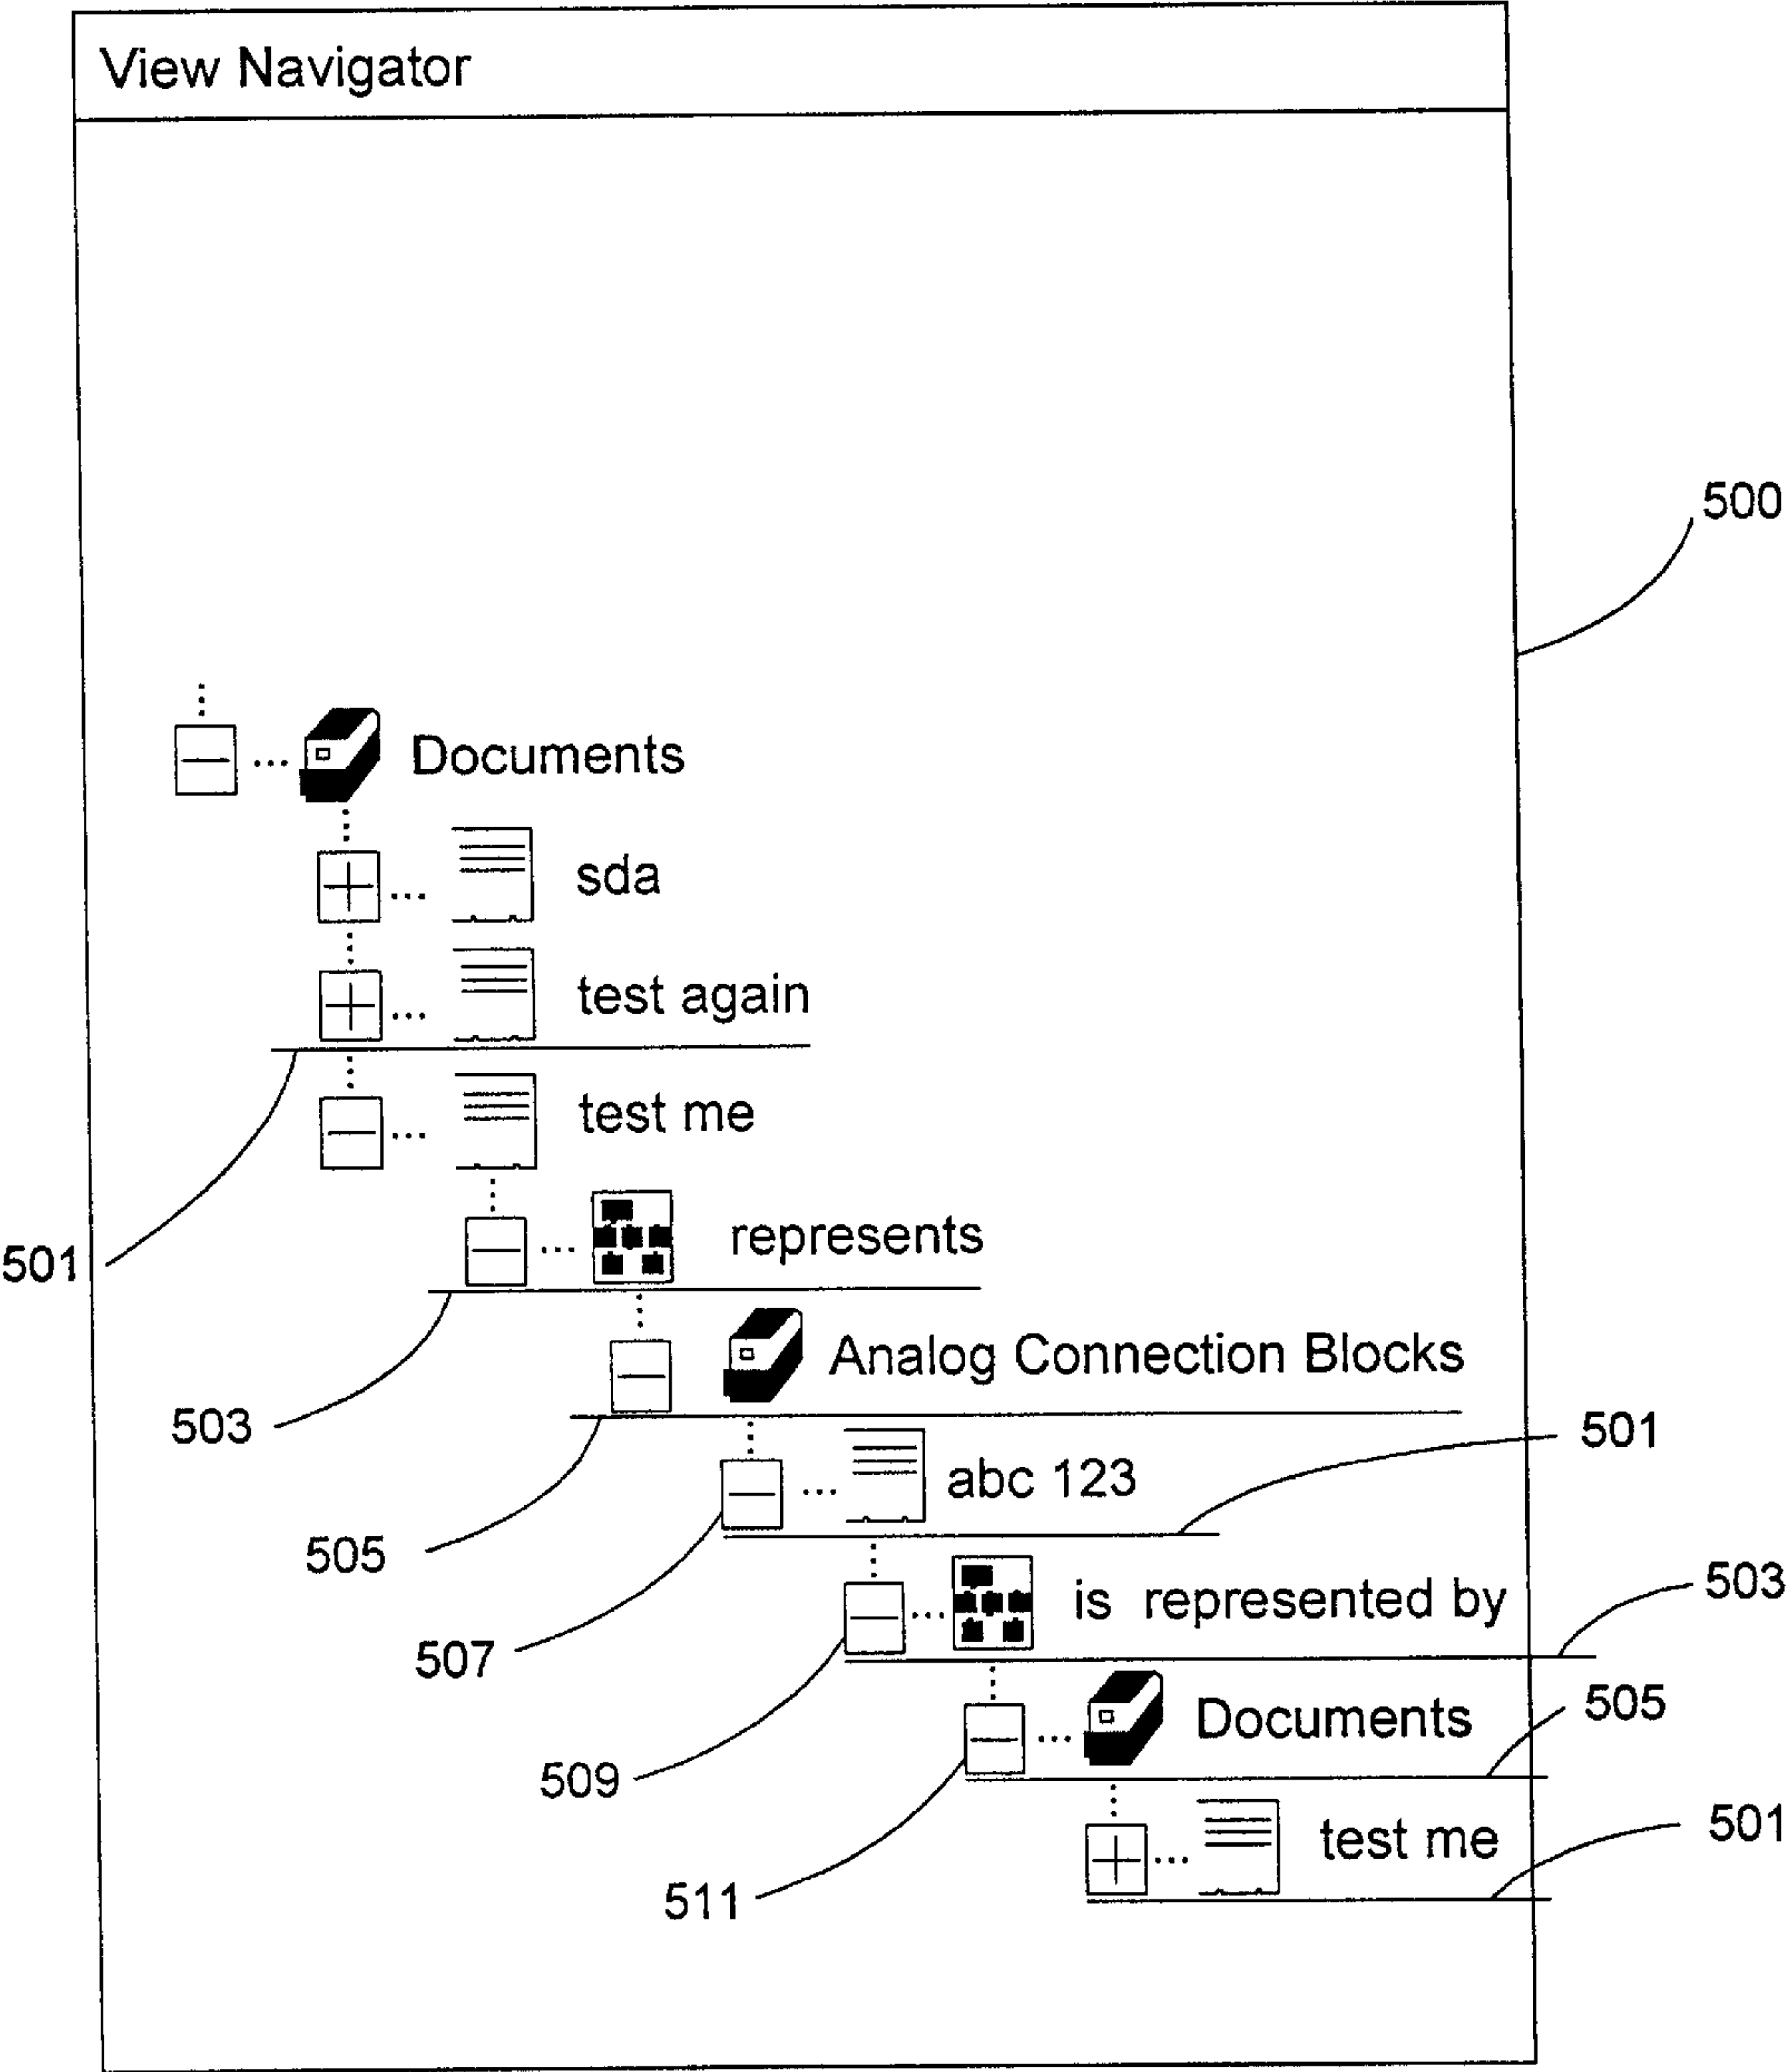 View Navigator
500
Documents
sda
test again
test me
501
represents
503
Analog Connection Blocks
505
abc 123
501
507
is represented by
503
509
Documents
505
511
test me
501